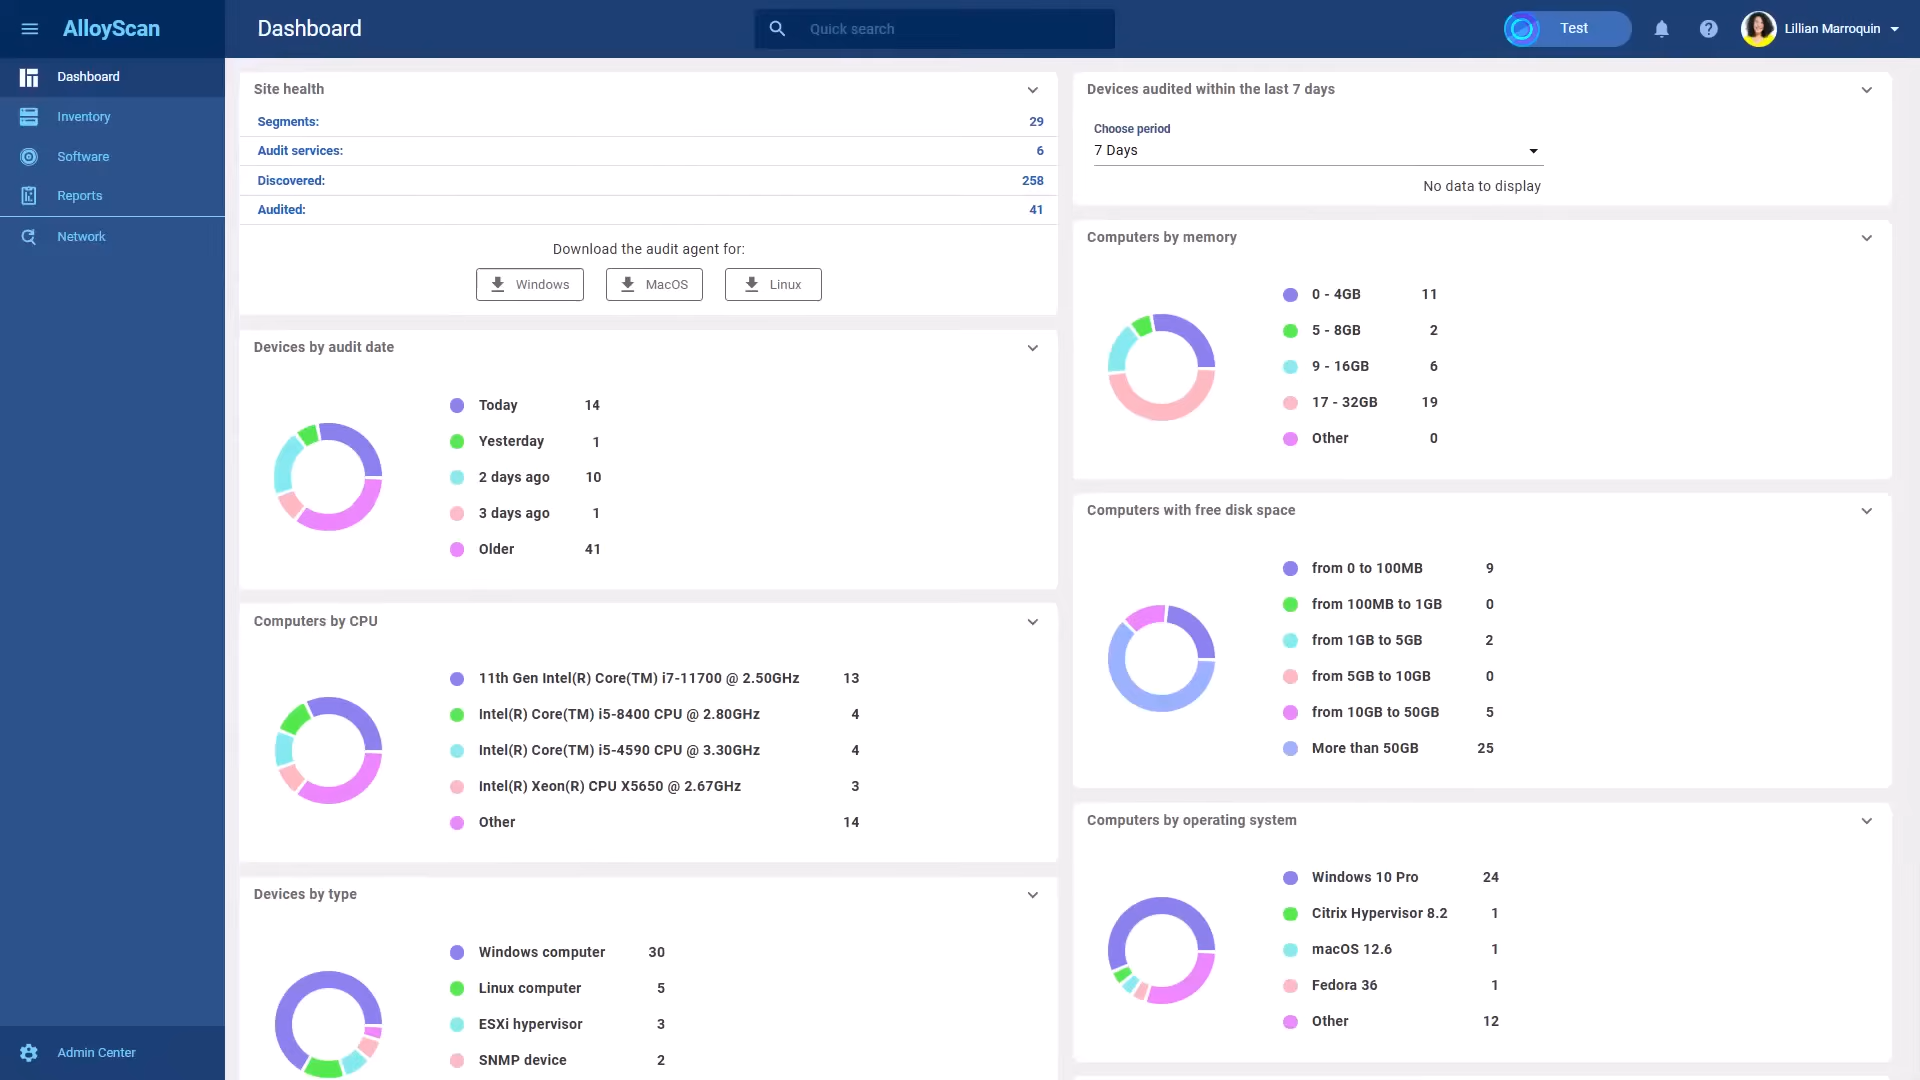 AlloyScan
Dashboard
Quick search
Test
Lillian Marroquin
Dashboard
Inventory
Software
Reports
Network
Admin Center
Site health
Segments: 29
Audit services: 6
Discovered: 258
Audited: 41
Download the audit agent for:
Windows MacOS Linux
Devices by audit date
Today 14
Yesterday 1
2 days ago 10
3 days ago 1
Older 41
Computers by CPU
11th Gen Intel(R) Core(TM) i7-11700 @ 2.50GHz 13
Intel(R) Core(TM) i5-8400 CPU @ 2.80GHz 4
Intel(R) Core(TM) i5-4590 CPU @ 3.30GHz 4
Intel(R) Xeon(R) CPU X5650 @ 2.67GHz 3
Other 14
Devices by type
Windows computer 30
Linux computer 5
ESXi hypervisor 3
SNMP device 2
Devices audited within the last 7 days
Choose period
7 Days
No data to display
Computers by memory
0 - 4GB 11
5 - 8GB 2
9 - 16GB 6
17 - 32GB 19
Other 0
Computers with free disk space
from 0 to 100MB 9
from 100MB to 1GB 0
from 1GB to 5GB 2
from 5GB to 10GB 0
from 10GB to 50GB 5
More than 50GB 25
Computers by operating system
Windows 10 Pro 24
Citrix Hypervisor 8.2 1
macOS 12.6 1
Fedora 36 1
Other 12